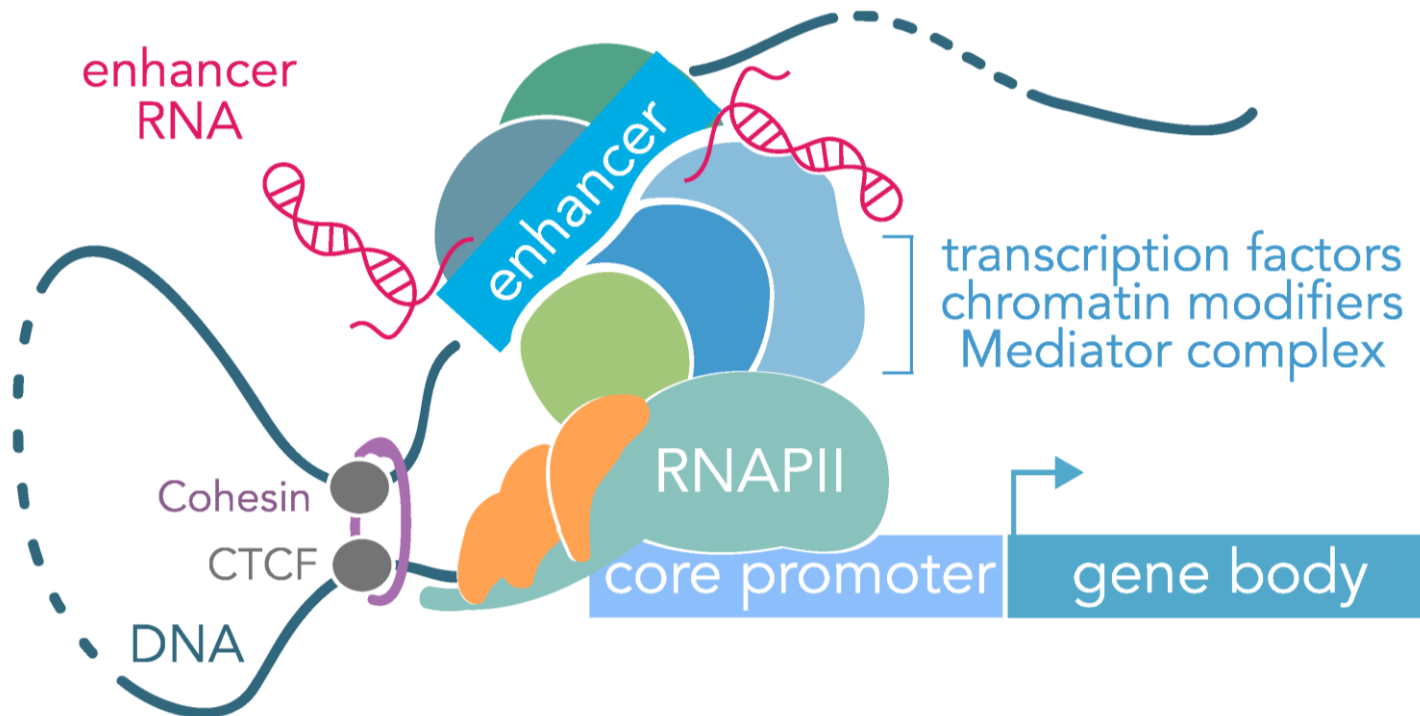 enhancer
RNA
enhancer
transcription factors
chromatin modifiers
Mediator complex
RNAPII
Cohesin
CTCF
core promoter
gene body
DNA